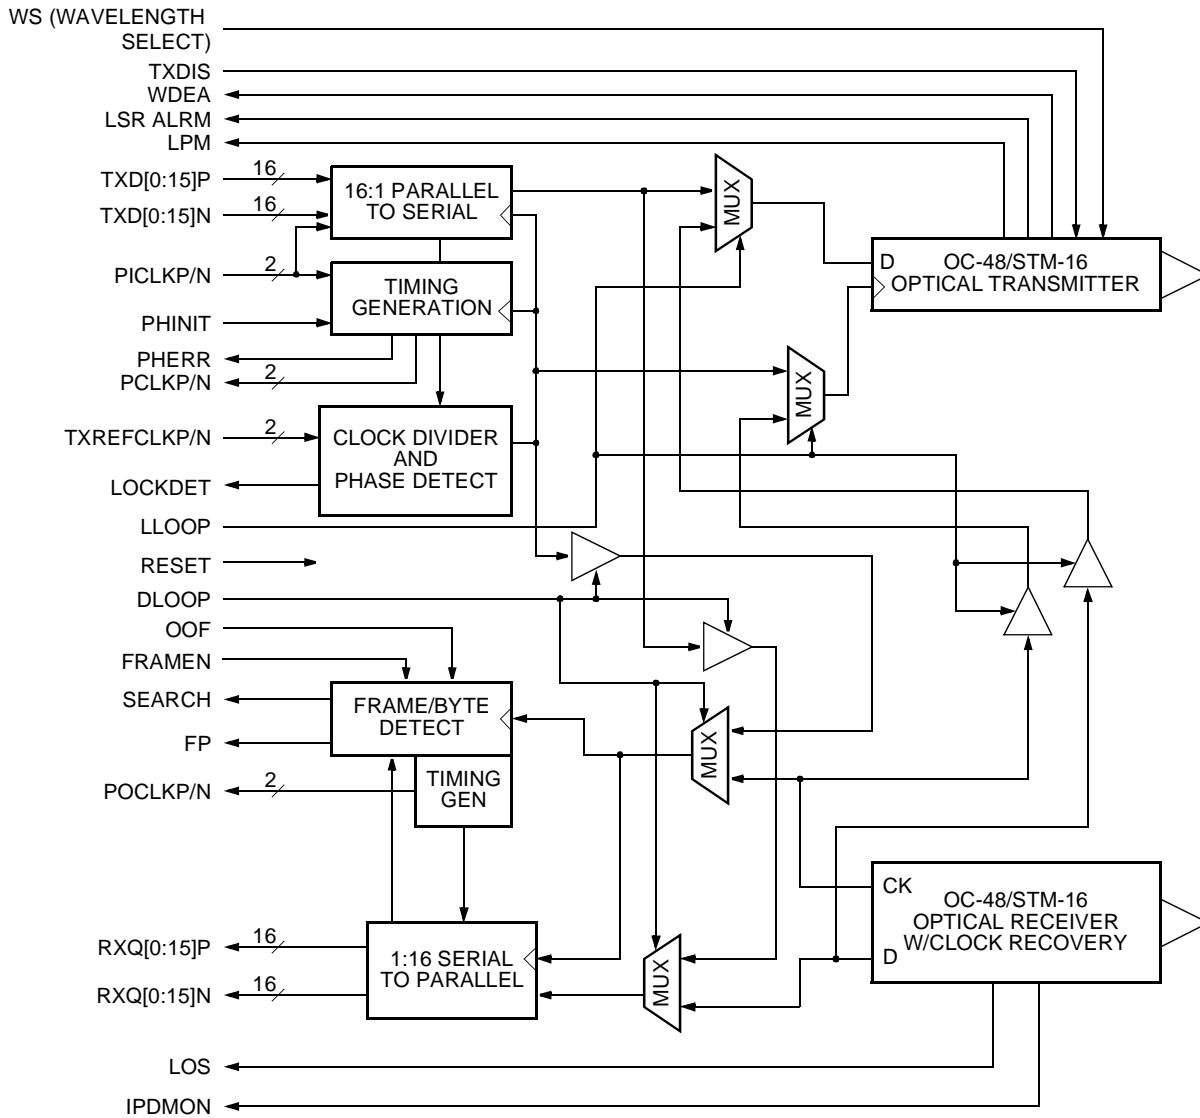 WS (WAVELENGTH
SELECT)
TXDIS
WDEA
LSR ALRM
LPM
TXD[0:15]P
16
TXD[0:15]N
16
PICLKP/N
2
PHINIT
PHERR
PCLKP/N
2
TXREFCLKP/N
2
LOCKDET
LLOOP
RESET
DLOOP
OOF
FRAMEN
SEARCH
FP
POCLKP/N
2
RXQ[0:15]P
16
RXQ[0:15]N
16
LOS
IPDMON
16:1 PARALLEL
TO SERIAL
TIMING
GENERATION
CLOCK DIVIDER
AND
PHASE DETECT
FRAME/BYTE
DETECT
TIMING
GEN
1:16 SERIAL
TO PARALLEL
MUX
MUX
MUX
MUX
D
OC-48/STM-16
OPTICAL TRANSMITTER
CK
OC-48/STM-16
OPTICAL RECEIVER
W/CLOCK RECOVERY
D